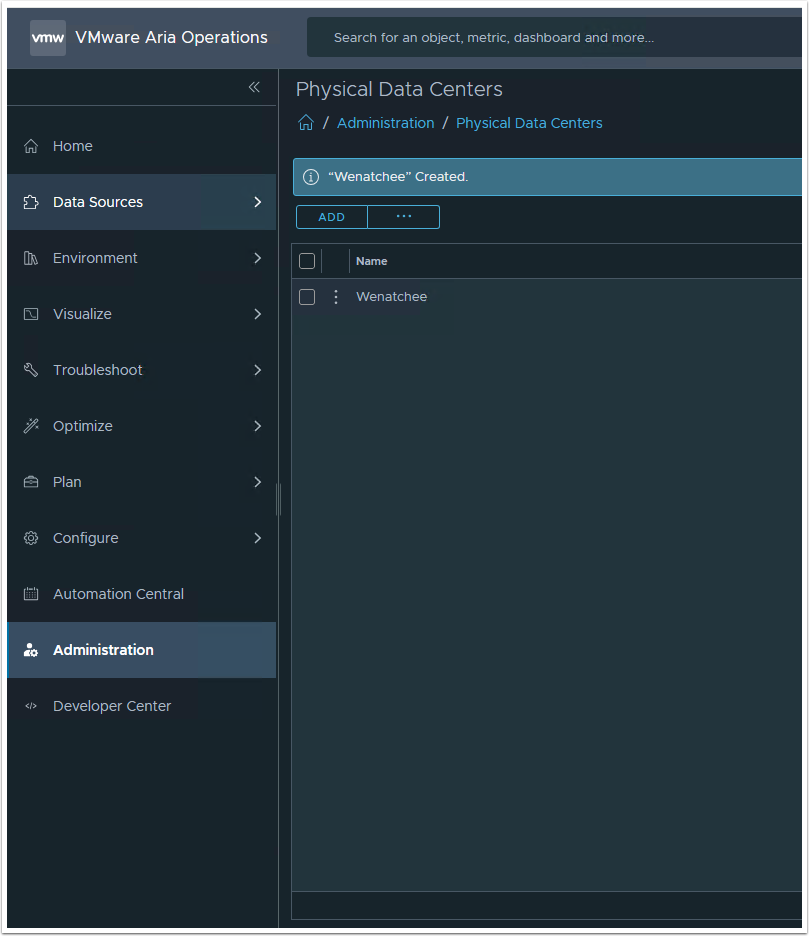 vmw VMware Aria Operations
Search for an object, metric, dashboard and more...
Home
Data Sources
Environment
Visualize
Troubleshoot
Optimize
Plan
Configure
Automation Central
Administration
Developer Center
Physical Data Centers
/ Administration / Physical Data Centers
“Wenatchee” Created.
ADD ...
Name
Wenatchee